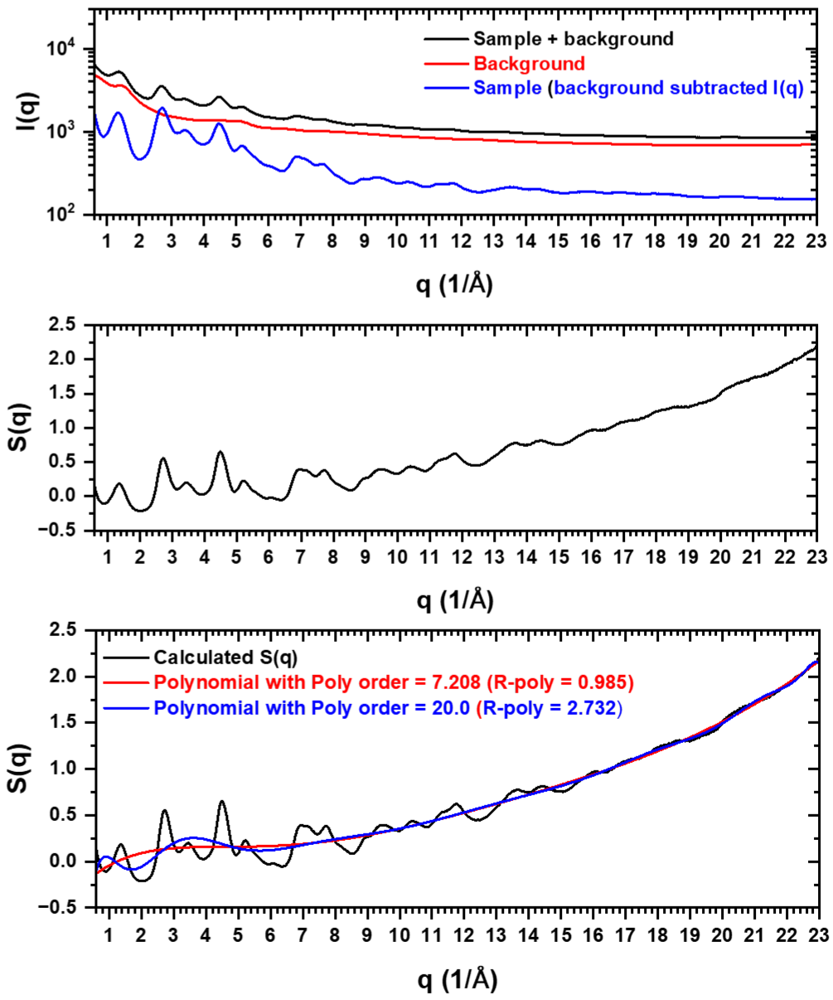 Sample + background
Background
Sample (background subtracted I(q)
I(q)
10⁴
10³
10²
1 2 3 4 5 6 7 8 9 10 11 12 13 14 15 16 17 18 19 20 21 22 23
q (1/Å)
S(q)
2.5
2.0
1.5
1.0
0.5
0.0
−0.5
1 2 3 4 5 6 7 8 9 10 11 12 13 14 15 16 17 18 19 20 21 22 23
q (1/Å)
S(q)
2.5
2.0
1.5
1.0
0.5
0.0
−0.5
Calculated S(q)
Polynomial with Poly order = 7.208 (R-poly = 0.985)
Polynomial with Poly order = 20.0 (R-poly = 2.732)
1 2 3 4 5 6 7 8 9 10 11 12 13 14 15 16 17 18 19 20 21 22 23
q (1/Å)